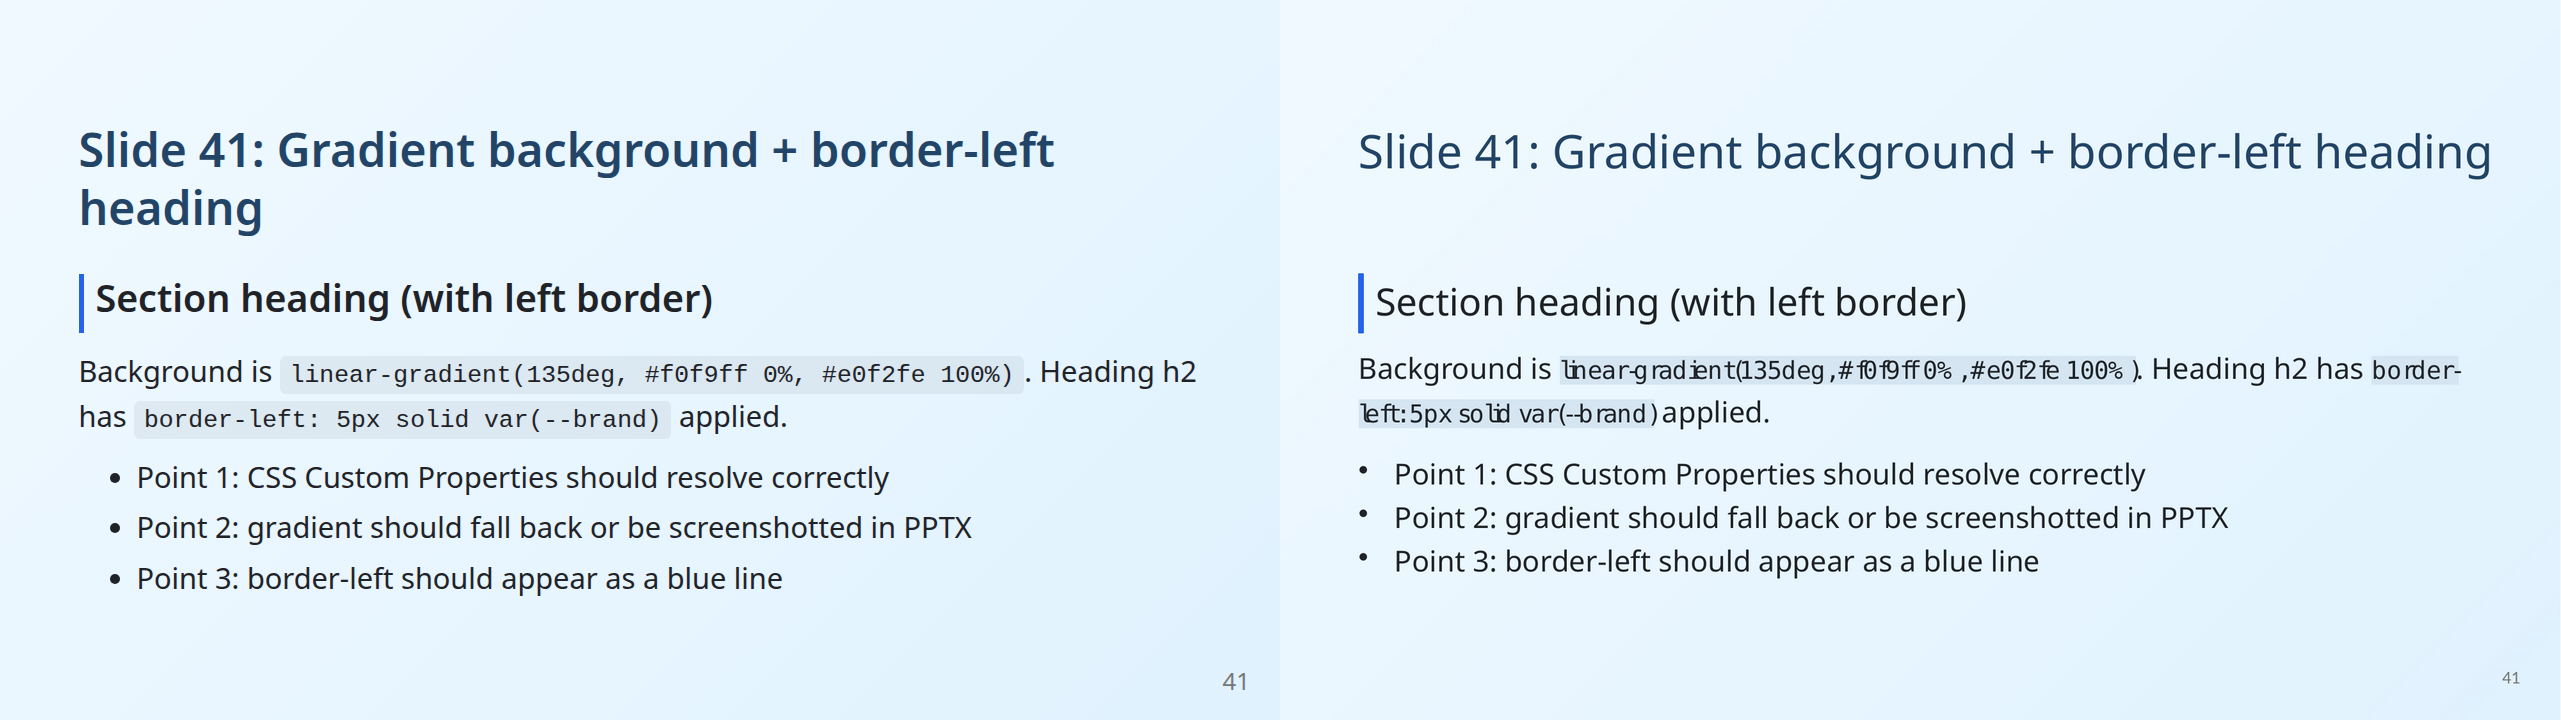 Slide 41: Gradient background + border-left
heading
Section heading (with left border)
Background is linear-gradient(135deg, #f0f9ff 0%, #e0f2fe 100%). Heading h2
has border-left: 5px solid var(--brand) applied.
• Point 1: CSS Custom Properties should resolve correctly
• Point 2: gradient should fall back or be screenshotted in PPTX
• Point 3: border-left should appear as a blue line
41
Slide 41: Gradient background + border-left heading
Section heading (with left border)
Background is linear-gradient(135deg,#f0f9ff 0% ,#e0f2fe 100% ). Heading h2 has border-
left:5px solid var(--brand) applied.
• Point 1: CSS Custom Properties should resolve correctly
• Point 2: gradient should fall back or be screenshotted in PPTX
• Point 3: border-left should appear as a blue line
41